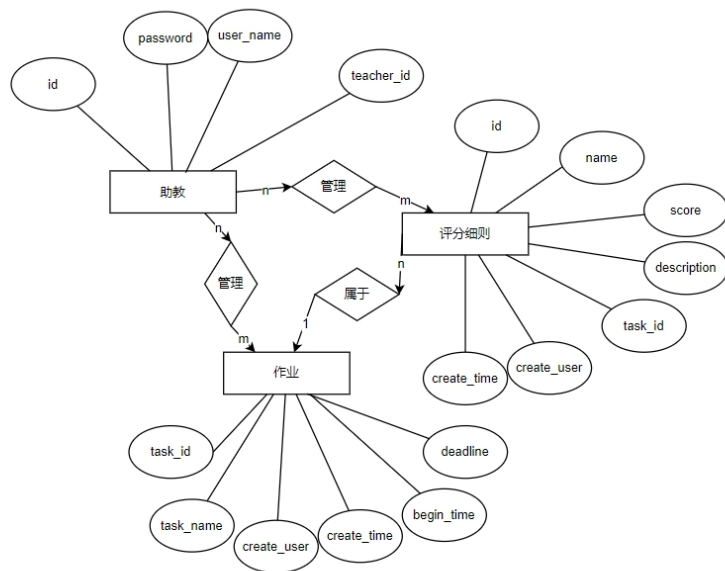 user_name
password
teacher_id
id
id
name
助教
n
管理
m
score
n
评分细则
description
n
管理
属于
task_id
1
m
create_time
create_user
作业
task_id
deadline
task_name
begin_time
create_user
create_time